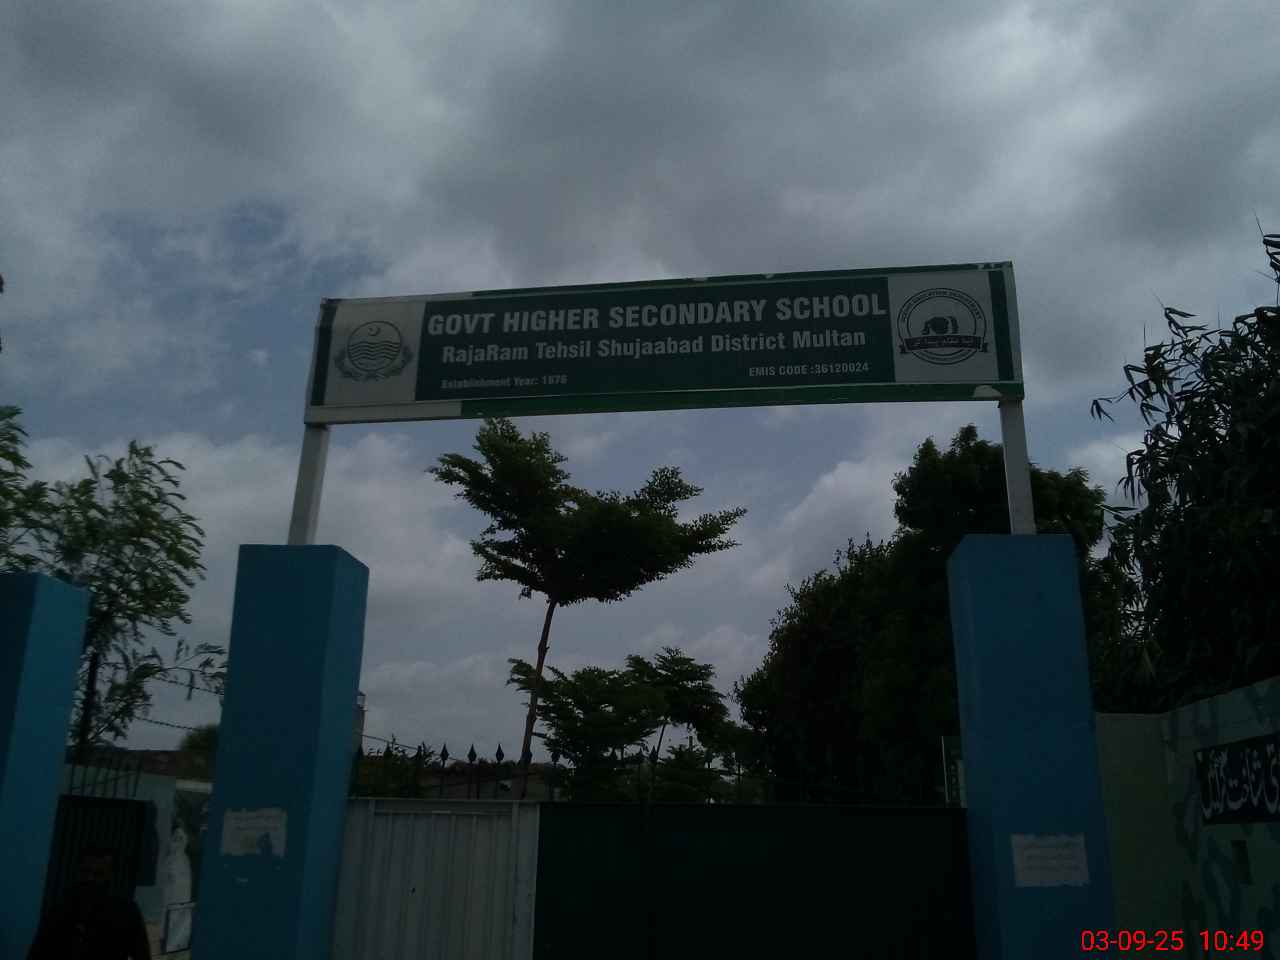 GOVT HIGHER SECONDARY SCHOOL
RajaRam Tehsil Shujaabad District Multan
Establishment Year: 1876
EMIS CODE :36120024
03-09-25 10:49